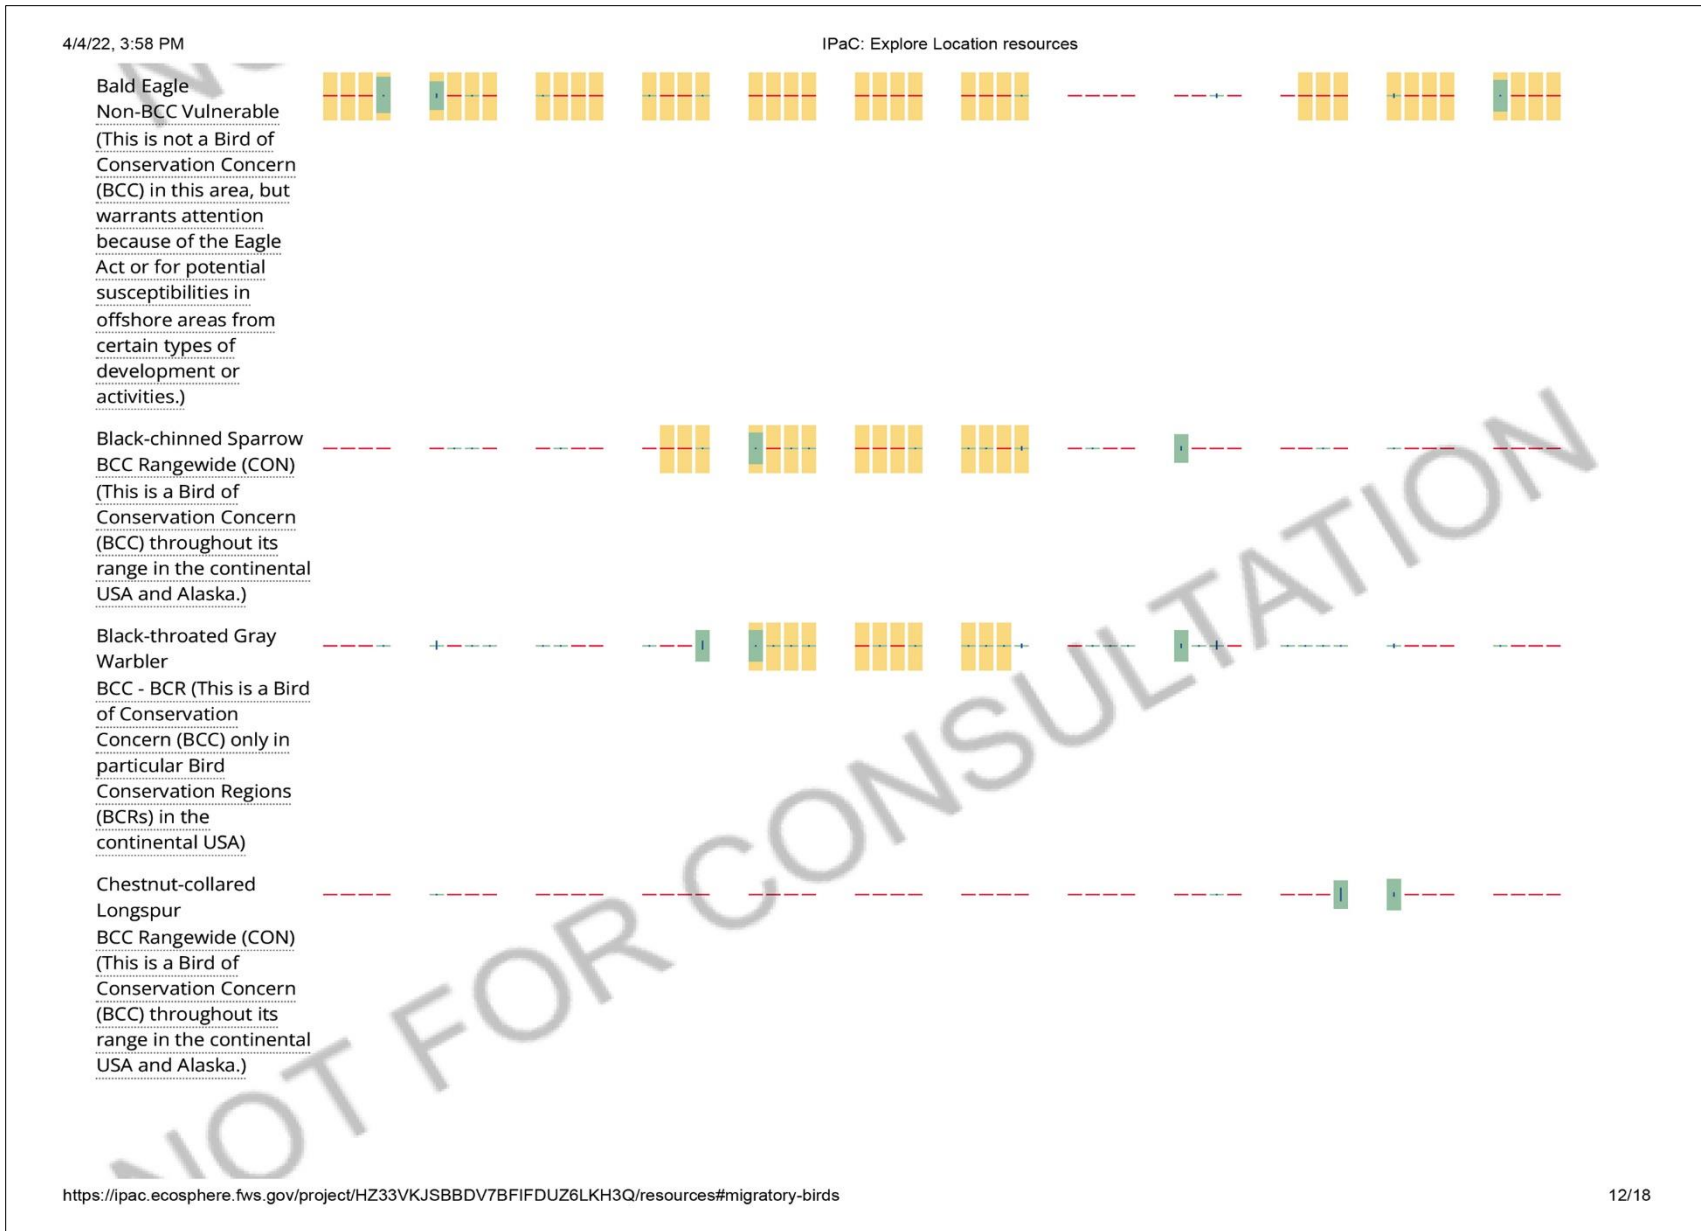 4/4/22, 3:58 PM
IPaC: Explore Location resources
Bald Eagle
Non-BCC Vulnerable
(This is not a Bird of
Conservation Concern
(BCC) in this area, but
warrants attention
because of the Eagle
Act or for potential
susceptibilities in
offshore areas from
certain types of
development or
activities.)
Black-chinned Sparrow
BCC Rangewide (CON)
(This is a Bird of
Conservation Concern
(BCC) throughout its
range in the continental
USA and Alaska.)
Black-throated Gray
Warbler
BCC - BCR (This is a Bird
of Conservation
Concern (BCC) only in
particular Bird
Conservation Regions
(BCRs) in the
continental USA)
Chestnut-collared
Longspur
BCC Rangewide (CON)
(This is a Bird of
Conservation Concern
(BCC) throughout its
range in the continental
USA and Alaska.)
NOT FOR CONSULTATION
https://ipac.ecosphere.fws.gov/project/HZ33VKJSBBDV7BFIFDUZ6LKH3Q/resources#migratory-birds
12/18